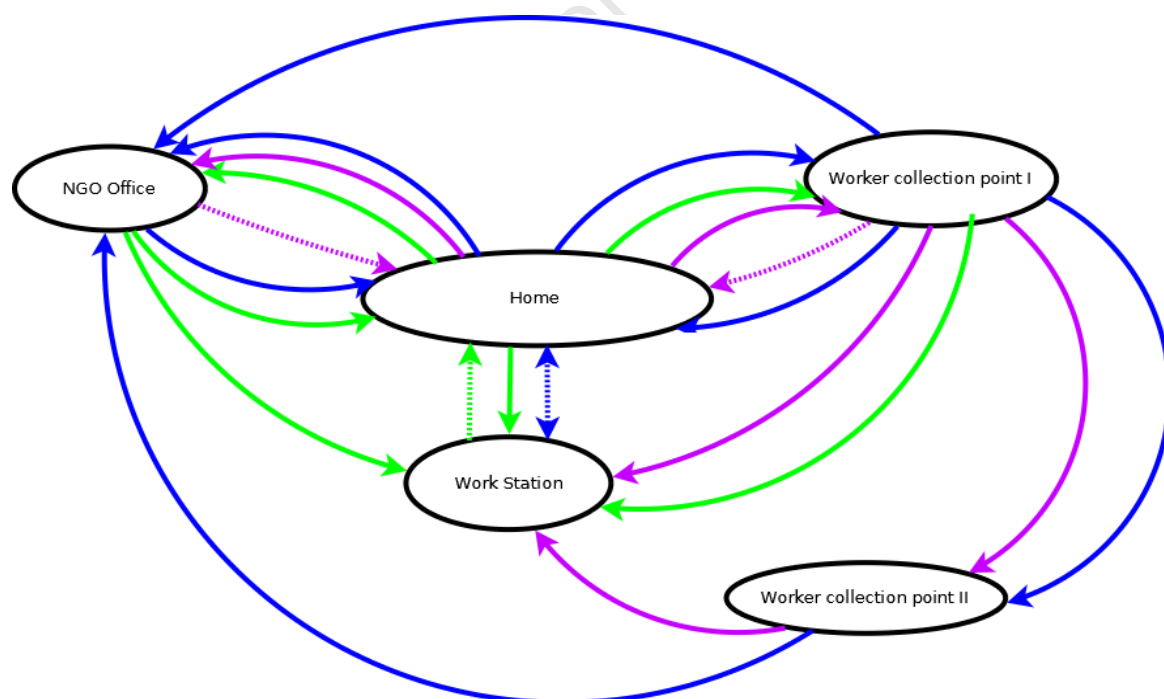 NGO Office
Worker collection point I
Home
Work Station
Worker collection point II